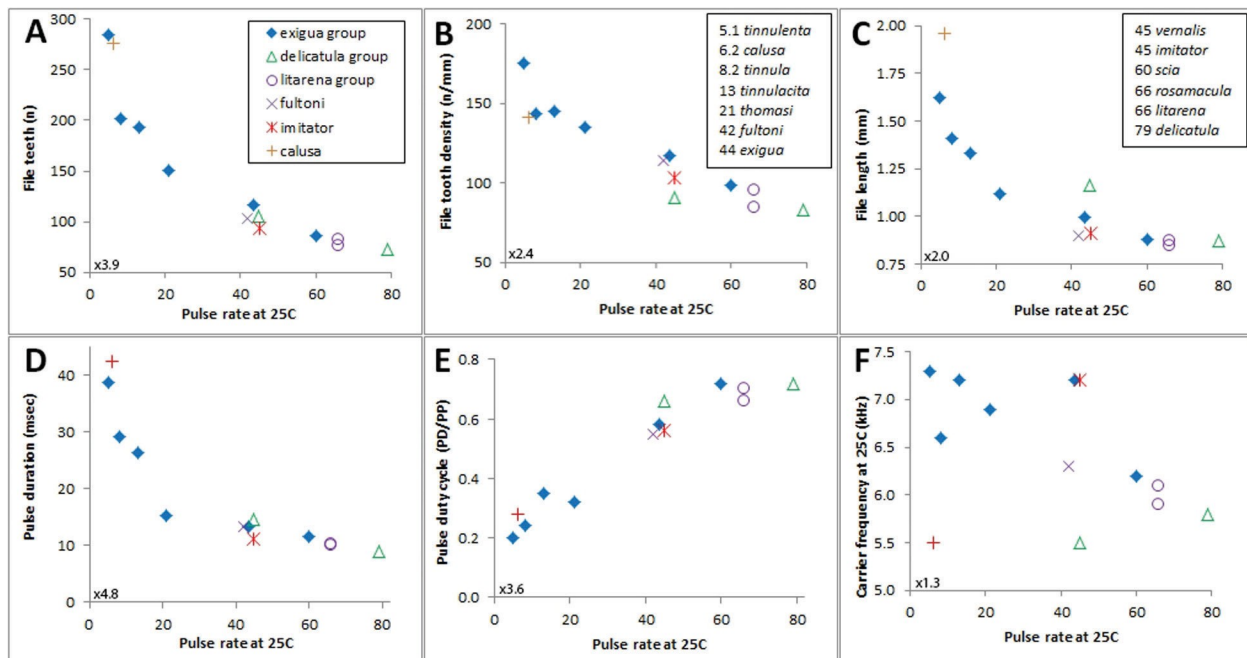 A
File teeth (n)
300
250
200
150
100
50
exigua group
delicatula group
litarena group
fultoni
imitator
calusa
x3.9
0 20 40 60 80
Pulse rate at 25C
B
File tooth density (n/mm)
200
150
100
50
5.1 tinnulenta
6.2 calusa
8.2 tinnula
13 tinnulacita
21 thomasi
42 fultoni
44 exigua
x2.4
0 20 40 60 80
Pulse rate at 25C
C
File length (mm)
2.00
1.75
1.50
1.25
1.00
0.75
45 vernalis
45 imitator
60 scia
66 rosamacula
66 litarena
79 delicatula
x2.0
0 20 40 60 80
Pulse rate at 25C
D
Pulse duration (msec)
40
30
20
10
0
x4.8
0 20 40 60 80
Pulse rate at 25C
E
Pulse duty cycle (PD/PP)
0.8
0.6
0.4
0.2
0.0
x3.6
0 20 40 60 80
Pulse rate at 25C
F
Carrier frequency at 25C (kHz)
7.5
7.0
6.5
6.0
5.5
5.0
x1.3
0 20 40 60 80
Pulse rate at 25C